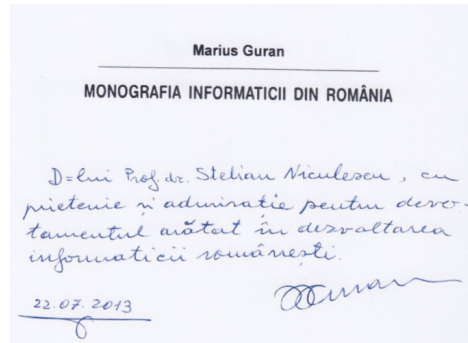 Marius Guran
MONOGRAFIA INFORMATICII DIN ROMÂNIA
D=lui Prof. dr. Stelian Niculescu, cu
prietenie și admirație pentru devo-
tamentul arătat în dezvoltarea
informaticii românești.
22.07.2013